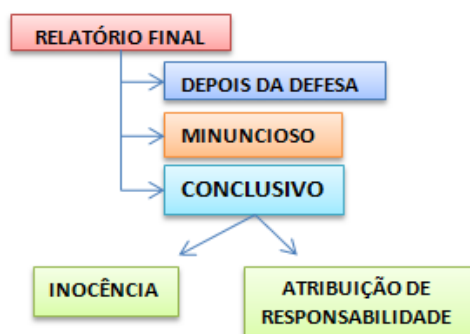 RELATÓRIO FINAL
DEPOIS DA DEFESA
MINUNCIOSO
CONCLUSIVO
INOCÊNCIA
ATRIBUIÇÃO DE
RESPONSABILIDADE